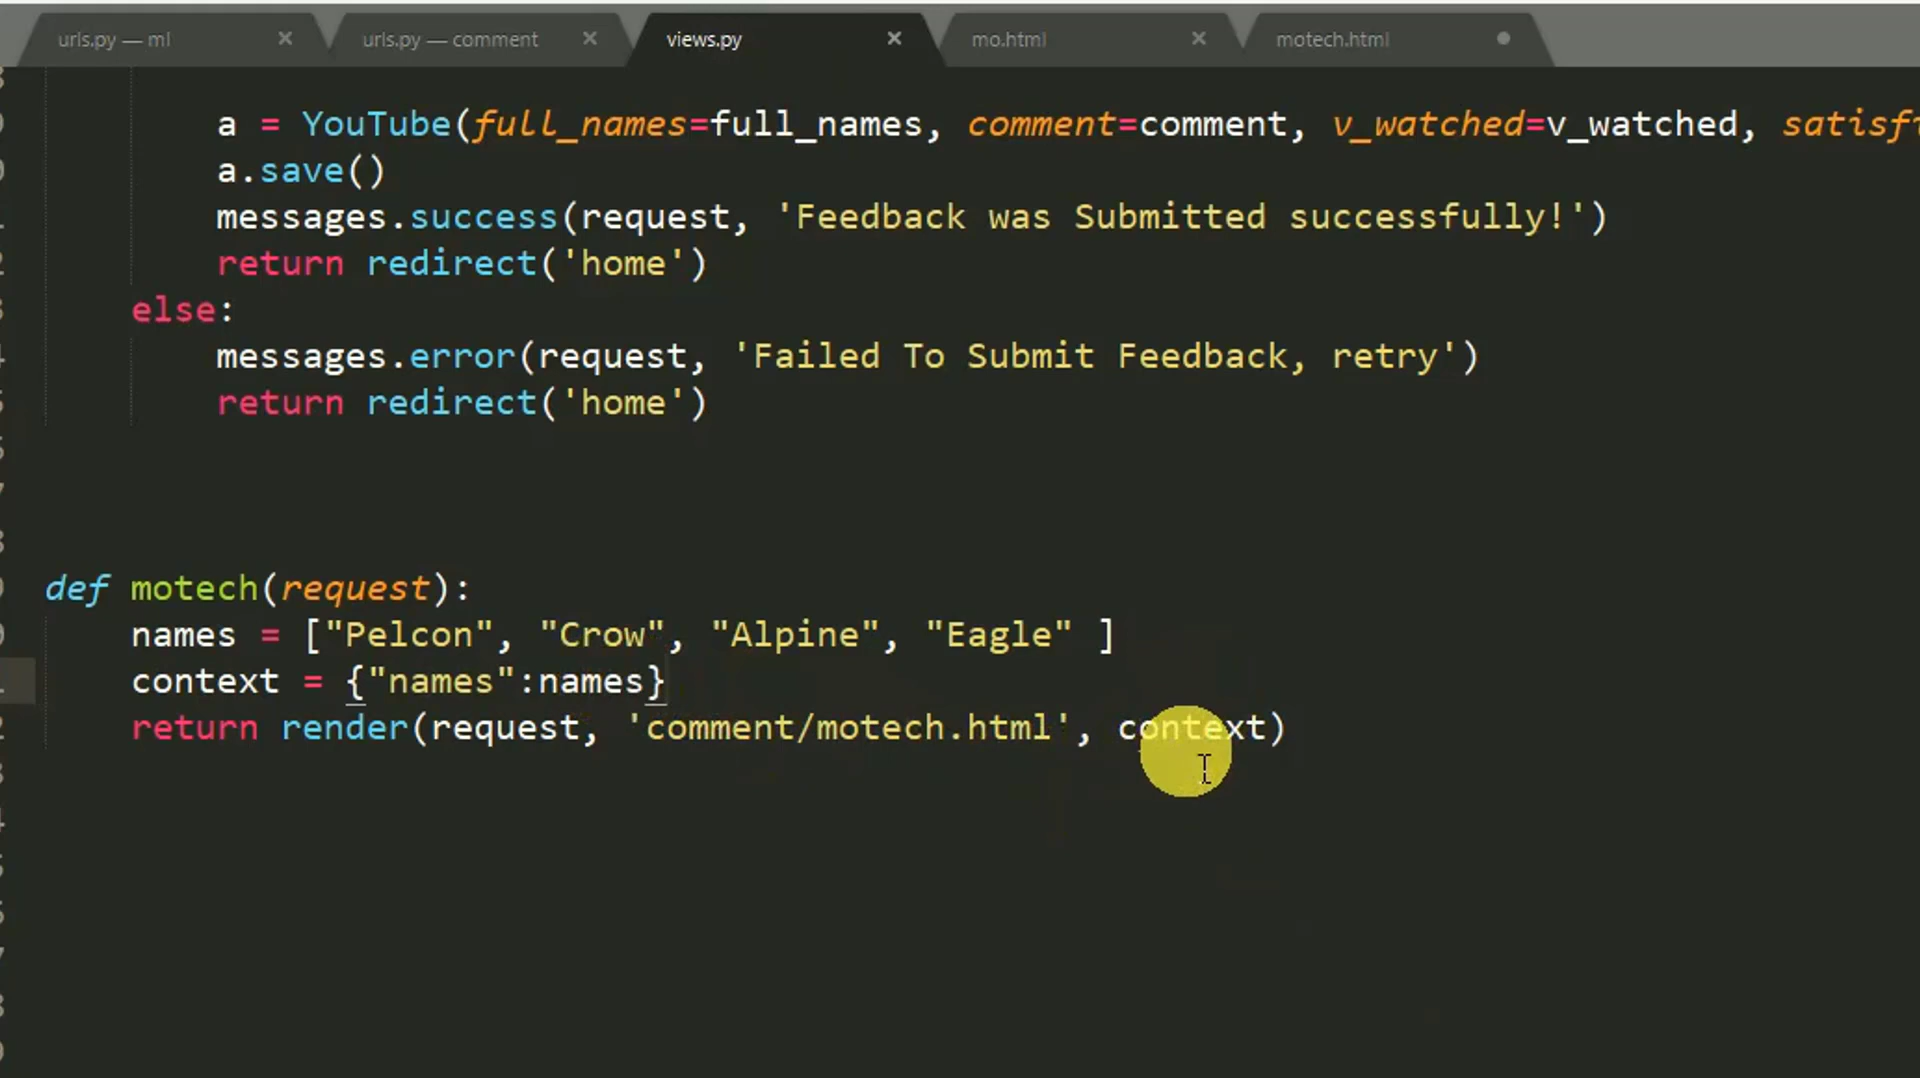 urls.py — ml
urls.py — comment
views.py
mo.html
motech.html
a = YouTube(full_names=full_names, comment=comment, v_watched=v_watched,
a.save()
messages.success(request, 'Feedback was Submitted successfully!')
return redirect('home')
else:
messages.error(request, 'Failed To Submit Feedback, retry')
return redirect('home')
def motech(request):
names = ["Pelcon", "Crow", "Alpine", "Eagle" ]
context = {"names":names}
return render(request, 'comment/motech.html', context)